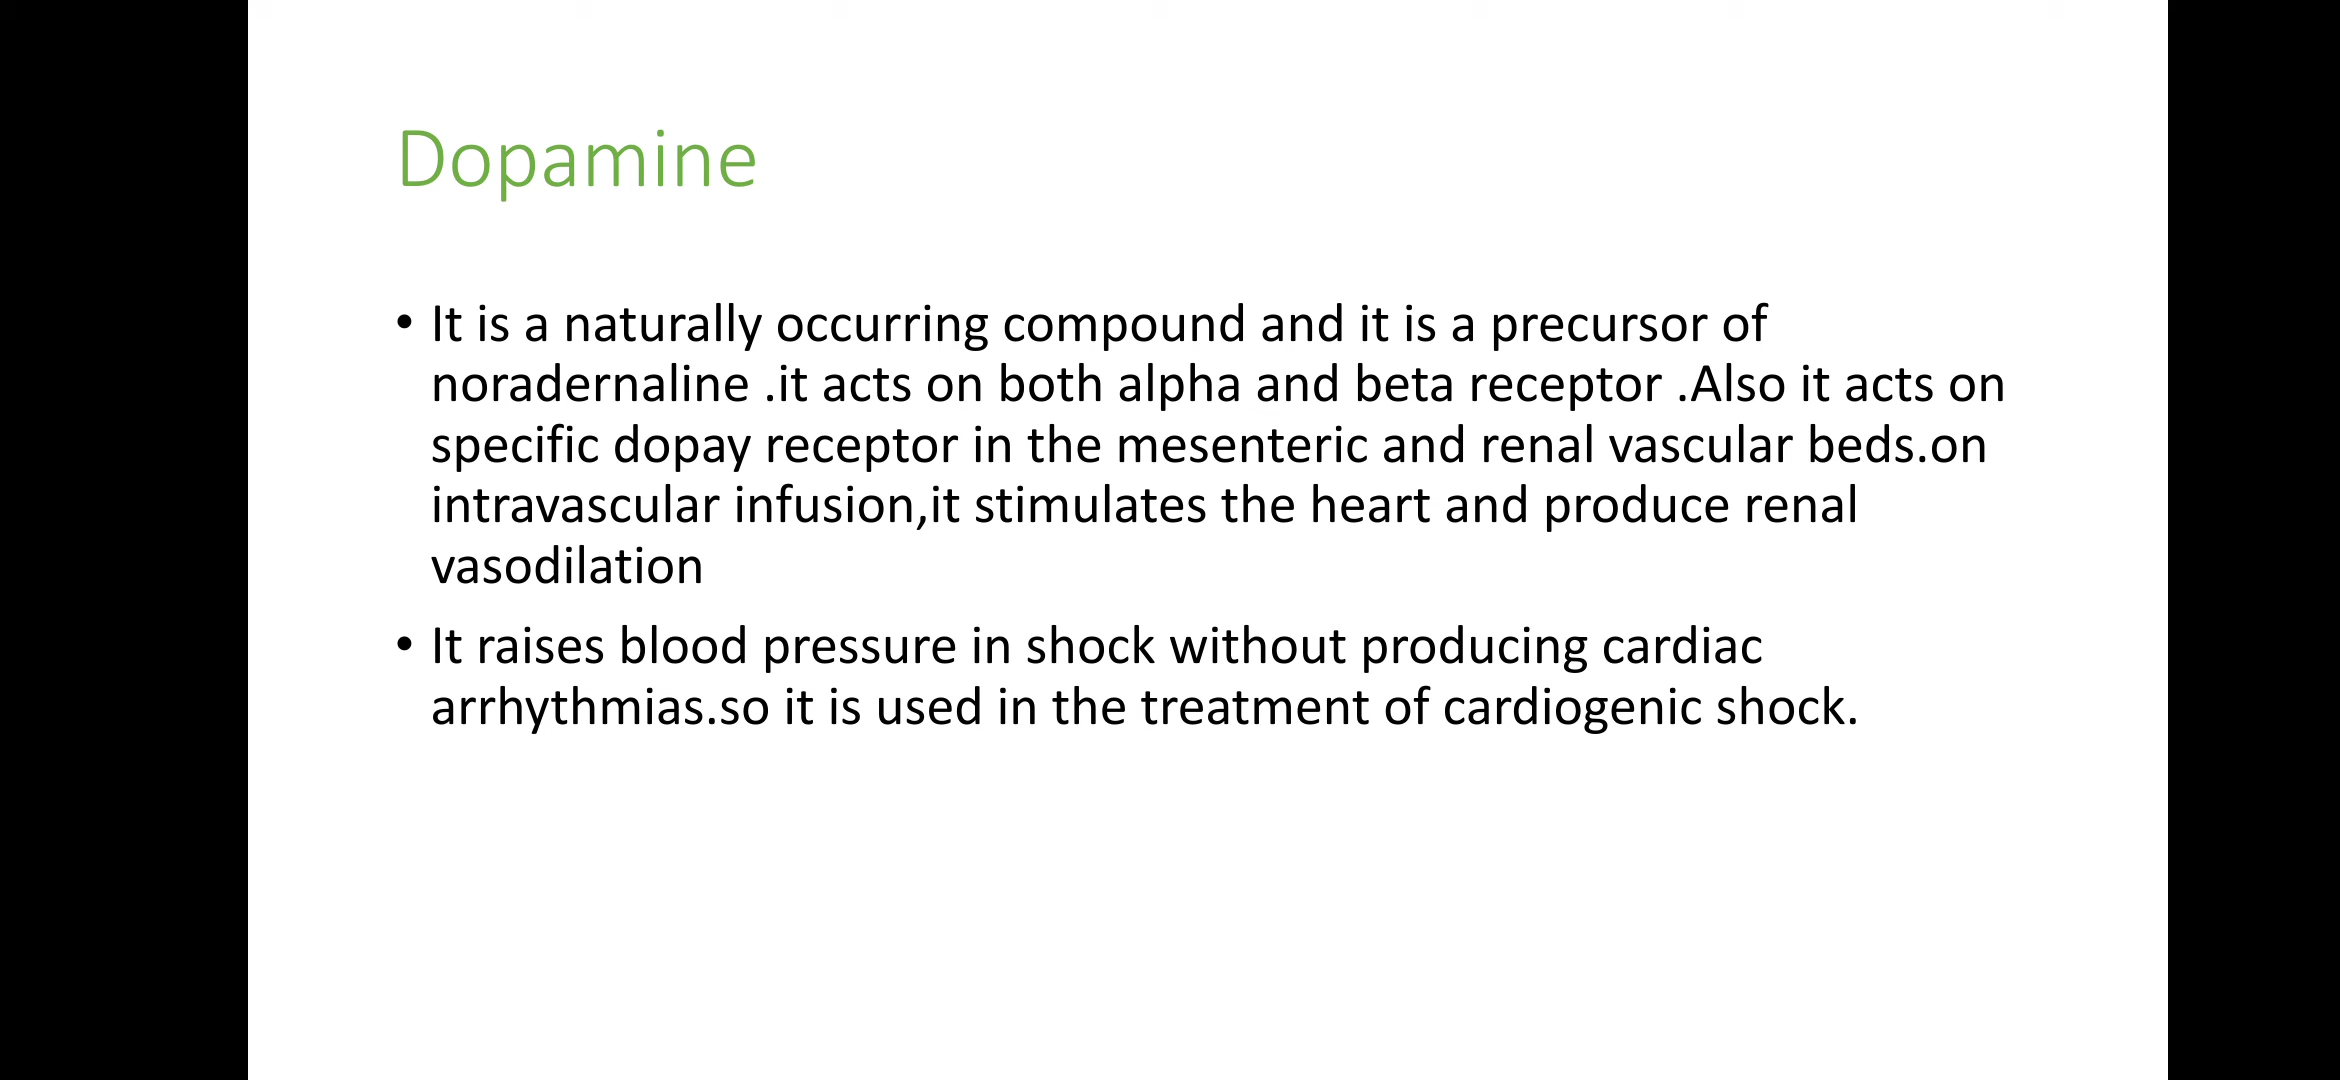 Dopamine
• It is a naturally occurring compound and it is a precursor of
noradernaline .it acts on both alpha and beta receptor .Also it acts on
specific dopay receptor in the mesenteric and renal vascular beds.on
intravascular infusion,it stimulates the heart and produce renal
vasodilation
• It raises blood pressure in shock without producing cardiac
arrhythmias.so it is used in the treatment of cardiogenic shock.